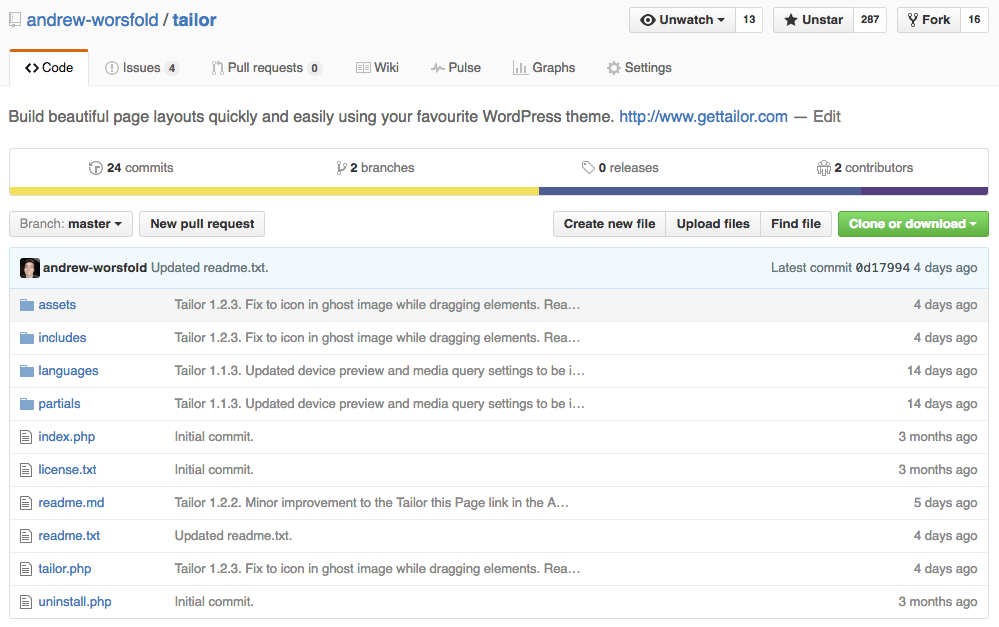 andrew-worsfold / tailor Unwatch 13 Unstar 287 Fork 16
Code Issues 4 Pull requests 0 Wiki Pulse Graphs Settings
Build beautiful page layouts quickly and easily using your favourite WordPress theme. http://www.gettailor.com — Edit
24 commits 2 branches 0 releases 2 contributors
Branch: master New pull request Create new file Upload files Find file Clone or download
andrew-worsfold Updated readme.txt. Latest commit 0d17994 4 days ago
assets Tailor 1.2.3. Fix to icon in ghost image while dragging elements. Rea… 4 days ago
includes Tailor 1.2.3. Fix to icon in ghost image while dragging elements. Rea… 4 days ago
languages Tailor 1.1.3. Updated device preview and media query settings to be i… 14 days ago
partials Tailor 1.1.3. Updated device preview and media query settings to be i… 14 days ago
index.php Initial commit. 3 months ago
license.txt Initial commit. 3 months ago
readme.md Tailor 1.2.2. Minor improvement to the Tailor this Page link in the A… 5 days ago
readme.txt Updated readme.txt. 4 days ago
tailor.php Tailor 1.2.3. Fix to icon in ghost image while dragging elements. Rea… 4 days ago
uninstall.php Initial commit. 3 months ago